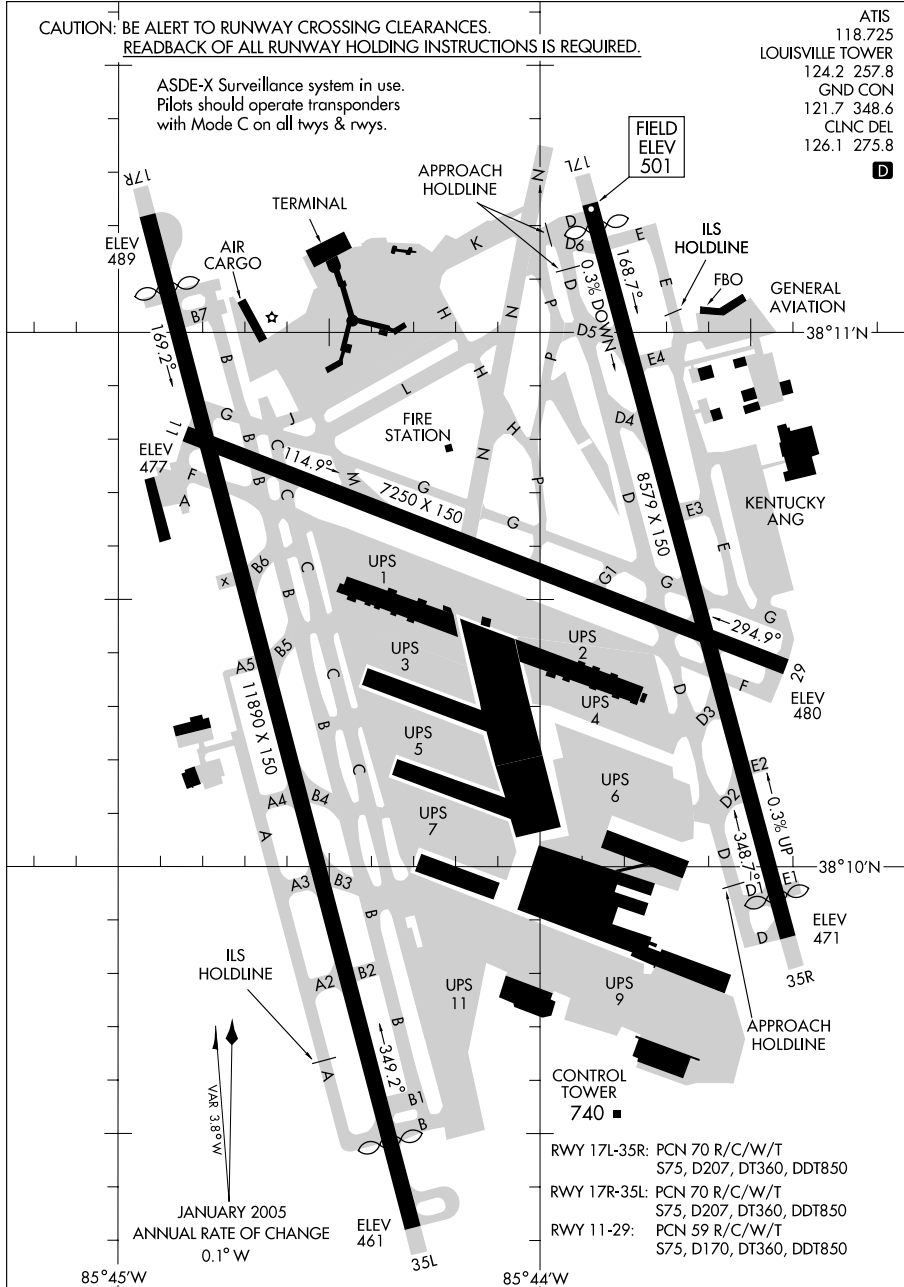 CAUTION: BE ALERT TO RUNWAY CROSSING CLEARANCES.
READBACK OF ALL RUNWAY HOLDING INSTRUCTIONS IS REQUIRED.
ATIS
118.725
LOUISVILLE TOWER
124.2 257.8
GND CON
121.7 348.6
CLNC DEL
126.1 275.8
D
ASDE-X Surveillance system in use.
Pilots should operate transponders
with Mode C on all twys & rwys.
FIELD
ELEV
501
APPROACH
HOLDLINE
17L
17R
N
TERMINAL
D
D6
E
K
ILS
HOLDLINE
ELEV
489
AIR
CARGO
168.7°
E
FBO
GENERAL
AVIATION
B7
H
N
P
D
0.3% DOWN
D5
38°11'N
169.2°
B
L
H
P
E4
J
11
G
B
C
FIRE
STATION
H
D4
ELEV
477
114.9°
M
N
P
F
A
B
C
7250 X 150
G
G
D
8579 X 150
E3
KENTUCKY
ANG
E
B6
x
C
B
UPS
1
G1
G
G
294.9°
29
A5
B5
C
UPS
3
UPS
2
D
F
ELEV
480
11890 X 150
B
UPS
4
D3
UPS
5
C
E2
A4
B4
UPS
6
D2
0.3% UP
A
UPS
7
D
348.7°
38°10'N
A3
B3
D1
E1
B
ELEV
471
D
35R
ILS
HOLDLINE
A2
B2
UPS
11
UPS
9
B
APPROACH
HOLDLINE
A
349.2°
B1
B
CONTROL
TOWER
740
VAR 3.8° W
JANUARY 2005
ANNUAL RATE OF CHANGE
0.1° W
ELEV
461
35L
RWY 17L-35R: PCN 70 R/C/W/T
S75, D207, DT360, DDT850
RWY 17R-35L: PCN 70 R/C/W/T
S75, D207, DT360, DDT850
RWY 11-29: PCN 59 R/C/W/T
S75, D170, DT360, DDT850
85°45'W
85°44'W